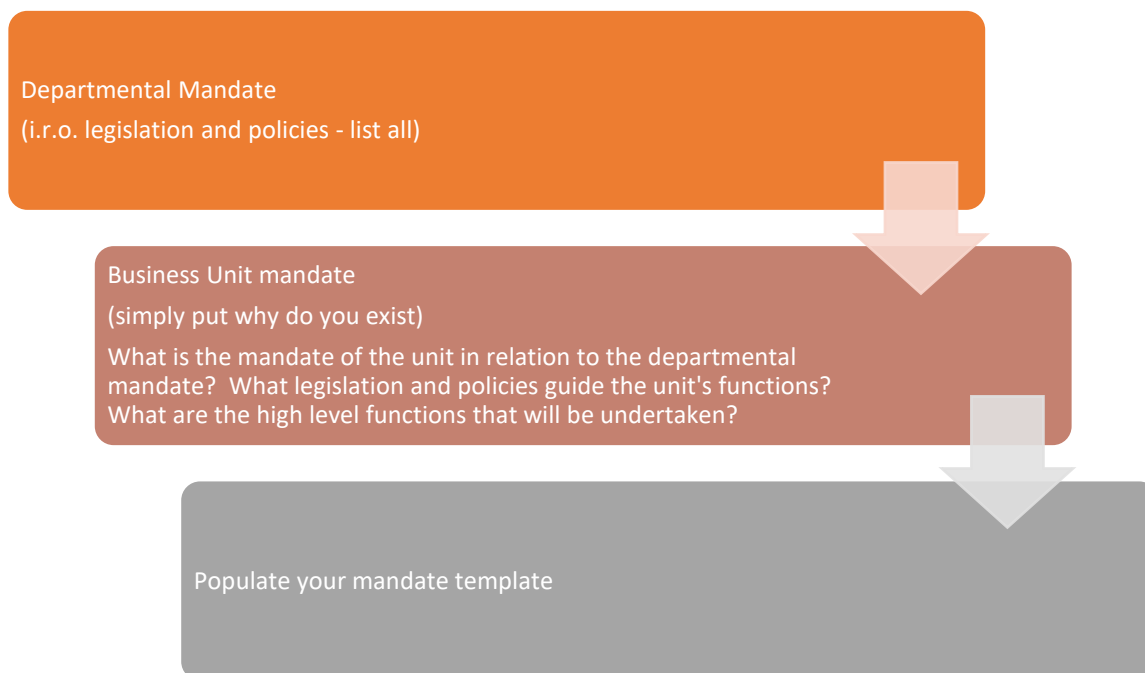 Departmental Mandate
(i.r.o. legislation and policies - list all)
Business Unit mandate
(simply put why do you exist)
What is the mandate of the unit in relation to the departmental
mandate?  What legislation and policies guide the unit's functions?
What are the high level functions that will be undertaken?
Populate your mandate template